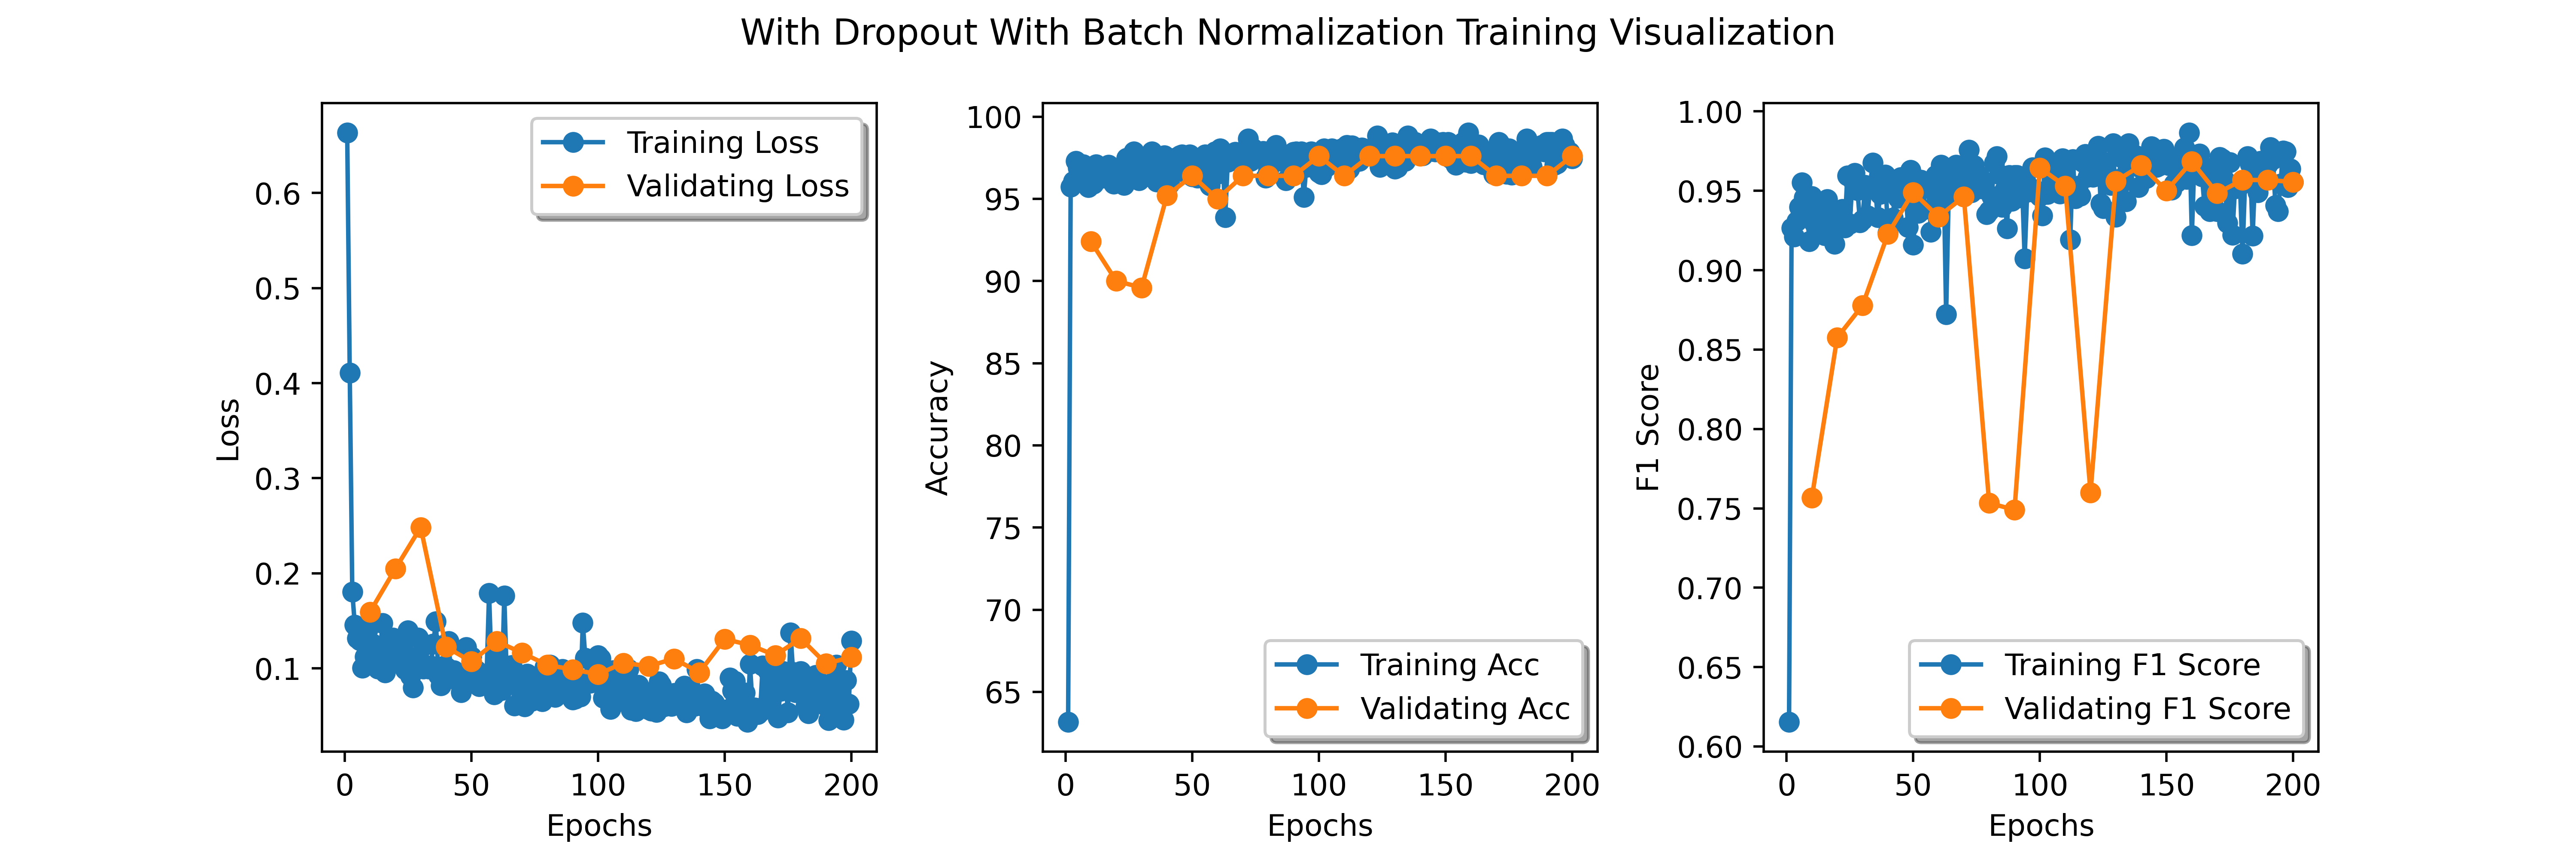 With Dropout With Batch Normalization Training Visualization
Training Loss
Validating Loss
0.6
0.5
0.4
0.3
0.2
0.1
Loss
0 50 100 150 200
Epochs
100
95
90
85
80
75
70
65
Accuracy
Training Acc
Validating Acc
0 50 100 150 200
Epochs
1.00
0.95
0.90
0.85
0.80
0.75
0.70
0.65
0.60
F1 Score
Training F1 Score
Validating F1 Score
0 50 100 150 200
Epochs